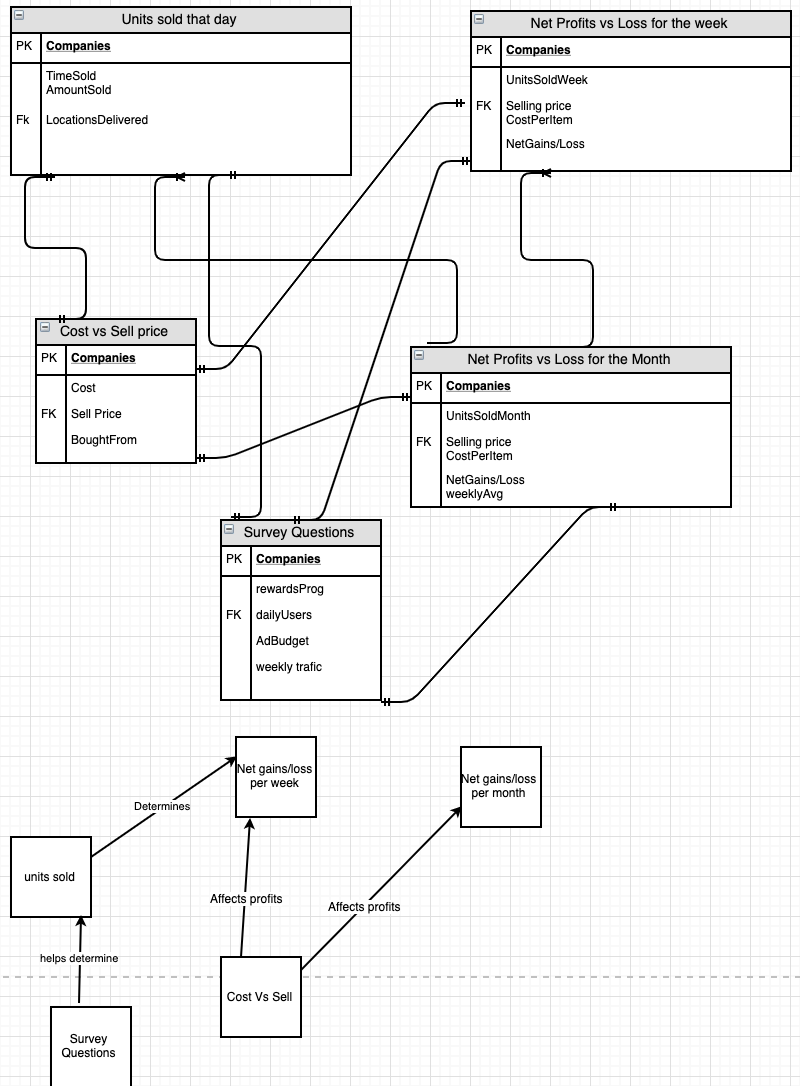 Units sold that day
PK Companies
TimeSold
AmountSold
Fk LocationsDelivered
Net Profits vs Loss for the week
PK Companies
UnitsSoldWeek
FK Selling price
CostPerItem
NetGains/Loss
Cost vs Sell price
PK Companies
Cost
FK Sell Price
BoughtFrom
Net Profits vs Loss for the Month
PK Companies
UnitsSoldMonth
FK Selling price
CostPerItem
NetGains/Loss
weeklyAvg
Survey Questions
PK Companies
rewardsProg
FK dailyUsers
AdBudget
weekly trafic
Net gains/loss
per week
Net gains/loss
per month
Determines
units sold
Affects profits
Affects profits
helps determine
Cost Vs Sell
Survey
Questions